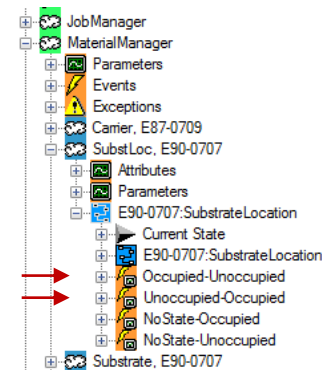 JobManager
MaterialManager
Parameters
Events
Exceptions
Carrier, E87-0709
SubstLoc, E90-0707
Attributes
Parameters
E90-0707:SubstrateLocation
Current State
E90-0707:SubstrateLocation
Occupied-Unoccupied
Unoccupied-Occupied
NoState-Occupied
NoState-Unoccupied
Substrate, E90-0707